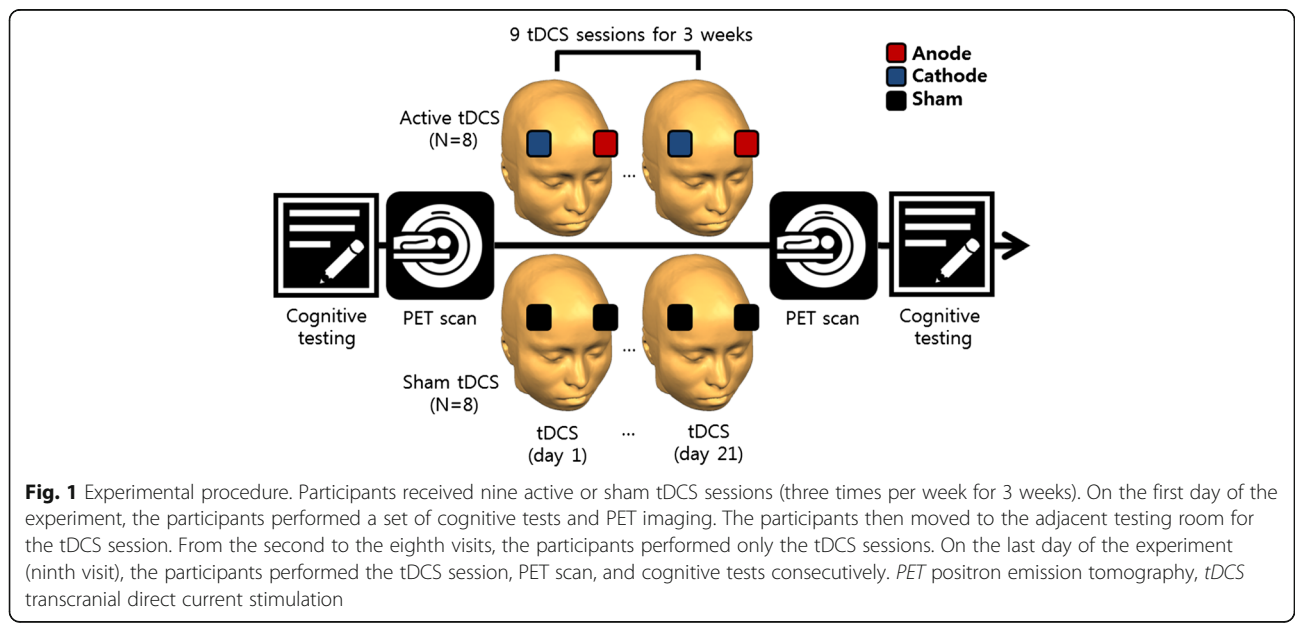 9 tDCS sessions for 3 weeks
Anode
Cathode
Sham
Active tDCS
(N=8)
...
Cognitive
testing
PET scan
PET scan
Cognitive
testing
...
Sham tDCS
(N=8)
tDCS
(day 1)
...
tDCS
(day 21)
Fig. 1 Experimental procedure. Participants received nine active or sham tDCS sessions (three times per week for 3 weeks). On the first day of the
experiment, the participants performed a set of cognitive tests and PET imaging. The participants then moved to the adjacent testing room for
the tDCS session. From the second to the eighth visits, the participants performed only the tDCS sessions. On the last day of the experiment
(ninth visit), the participants performed the tDCS session, PET scan, and cognitive tests consecutively. PET positron emission tomography, tDCS
transcranial direct current stimulation